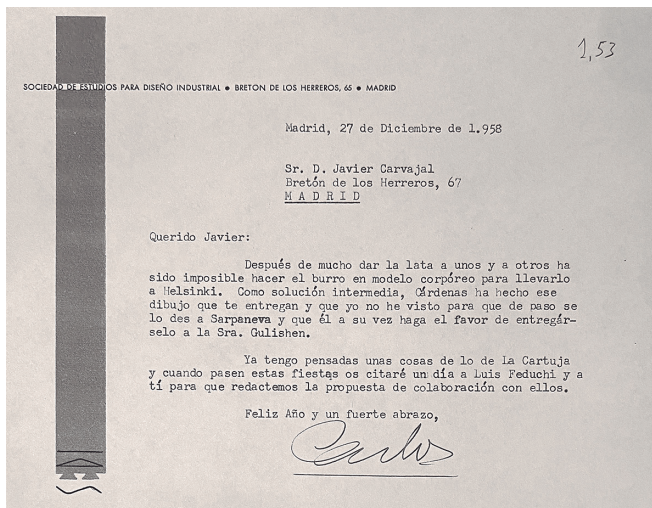 1,53
SOCIEDAD DE ESTUDIOS PARA DISEÑO INDUSTRIAL ● BRETON DE LOS HERREROS, 65 ● MADRID
Madrid, 27 de Diciembre de 1.958
Sr. D. Javier Carvajal
Bretón de los Herreros, 67
M A D R I D
Querido Javier:
Después de mucho dar la lata a unos y a otros ha
sido imposible hacer el burro en modelo corpóreo para llevarlo
a Helsinki. Como solución intermedia, Cárdenas ha hecho ese
dibujo que te entregan y que yo no he visto para que de paso se
lo des a Sarpaneva y que él a su vez haga el favor de entregár-
selo a la Sra. Gulishen.
Ya tengo pensadas unas cosas de lo de La Cartuja
y cuando pasen estas fiestas os citaré un día a Luis Feduchi y a
tí para que redactemos la propuesta de colaboración con ellos.
Feliz Año y un fuerte abrazo,
Carlos